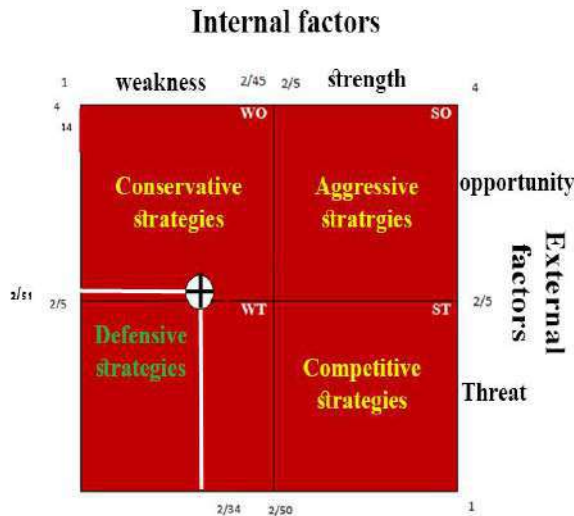 Internal factors
1 weakness 2/45 2/5 strength 4
4
14
WO SO
Conservative strategies
Aggressive stratrgies
opportunity
External factors
2/51
2/5 WT ST 2/5
Defensive strategies
Competitive strategies
Threat
2/34 2/50 1